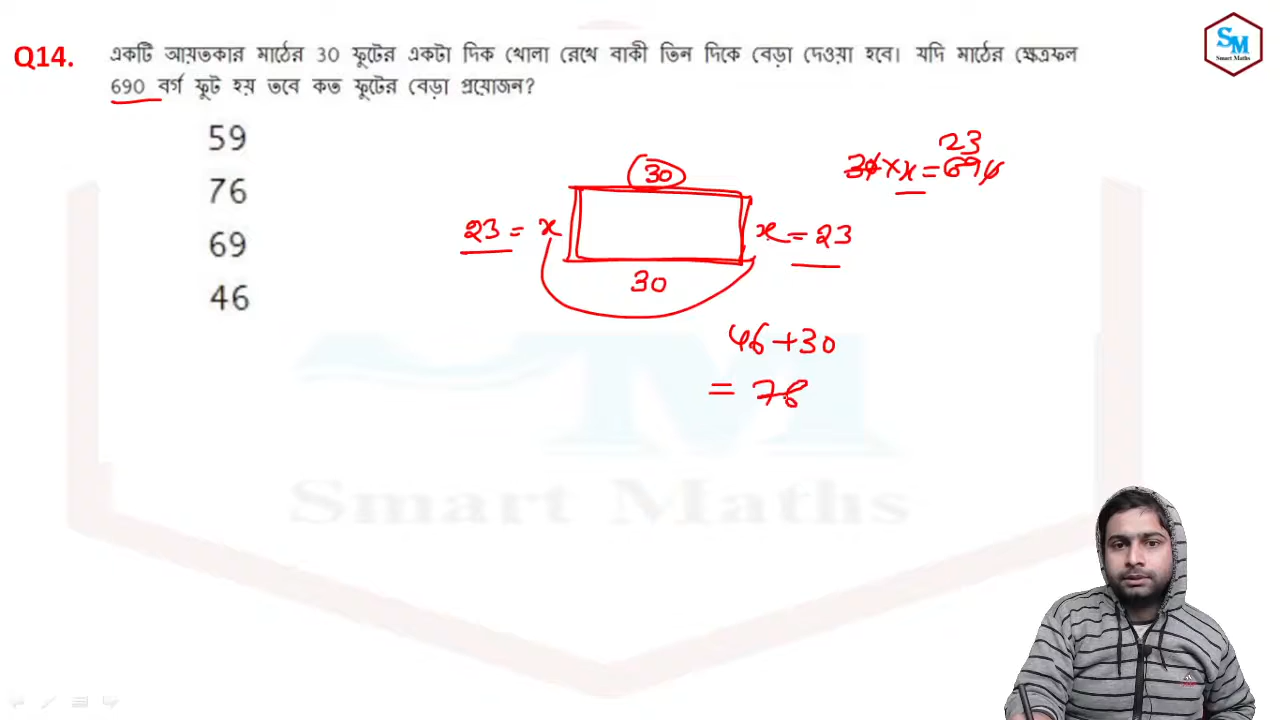 Q14. একটি আয়তকার মাঠের 30 ফুটের একটা দিক খোলা রেখে বাকী তিন দিকে বেড়া দেওয়া হবে। যদি মাঠের ক্ষেত্রফল
690 বর্গ ফুট হয় তবে কত ফুটের বেড়া প্রয়োজন?
SM
Smart Maths
59
76
69
46
23
30 × x = 690
30
23 = x
x = 23
30
46 + 30
= 76
Smart Maths